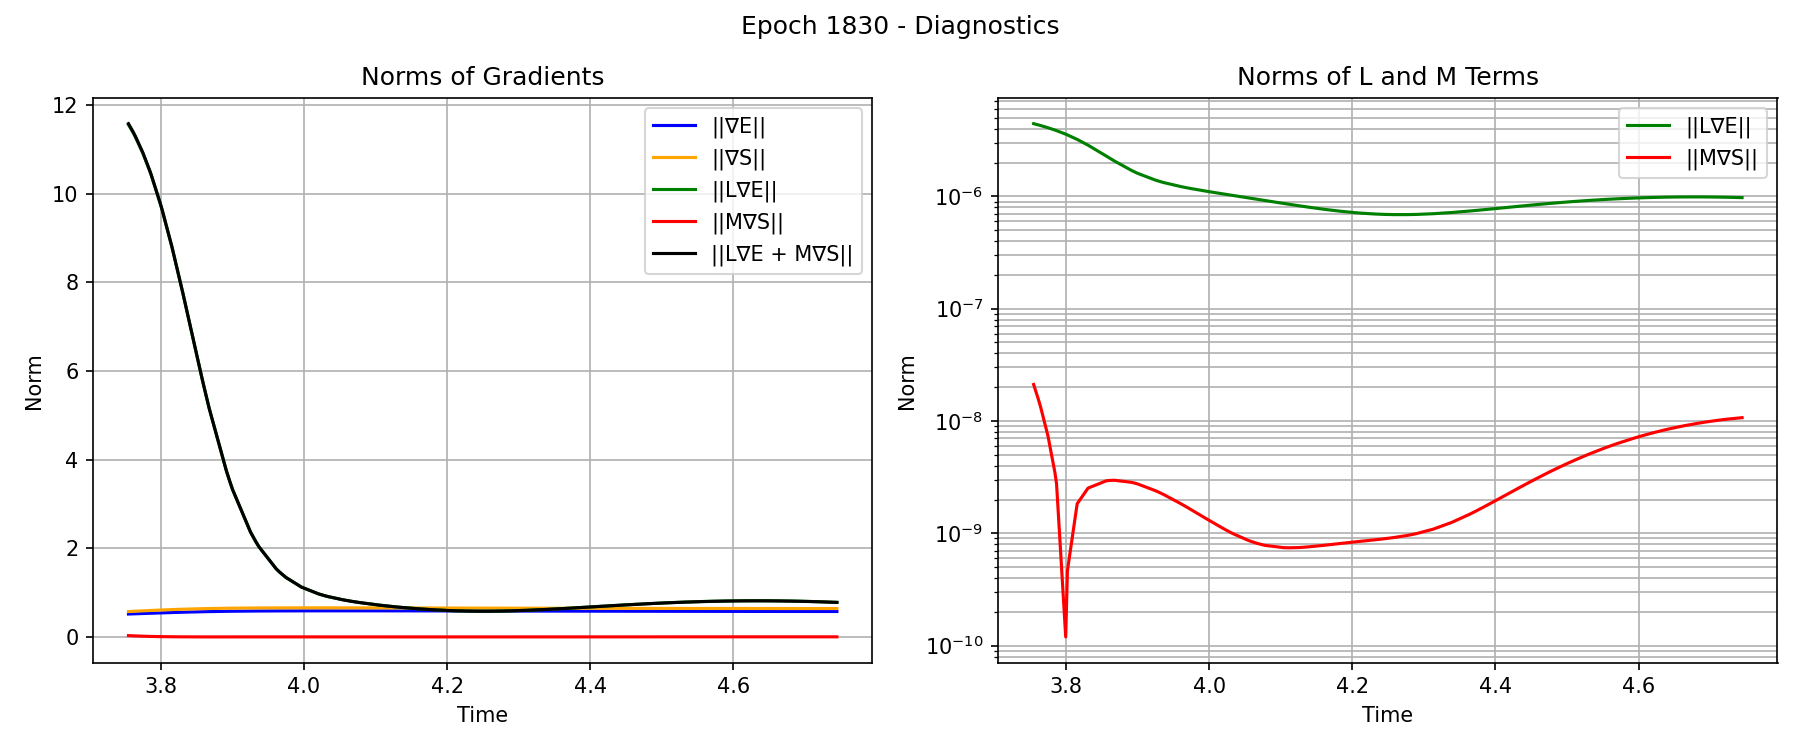 Epoch 1830 - Diagnostics
Norms of Gradients
12
10
8
6
4
2
0
Norm
3.8 4.0 4.2 4.4 4.6
Time
||∇E||
||∇S||
||L∇E||
||M∇S||
||L∇E + M∇S||
Norms of L and M Terms
10⁻⁶
10⁻⁷
10⁻⁸
10⁻⁹
10⁻¹⁰
Norm
3.8 4.0 4.2 4.4 4.6
Time
||L∇E||
||M∇S||